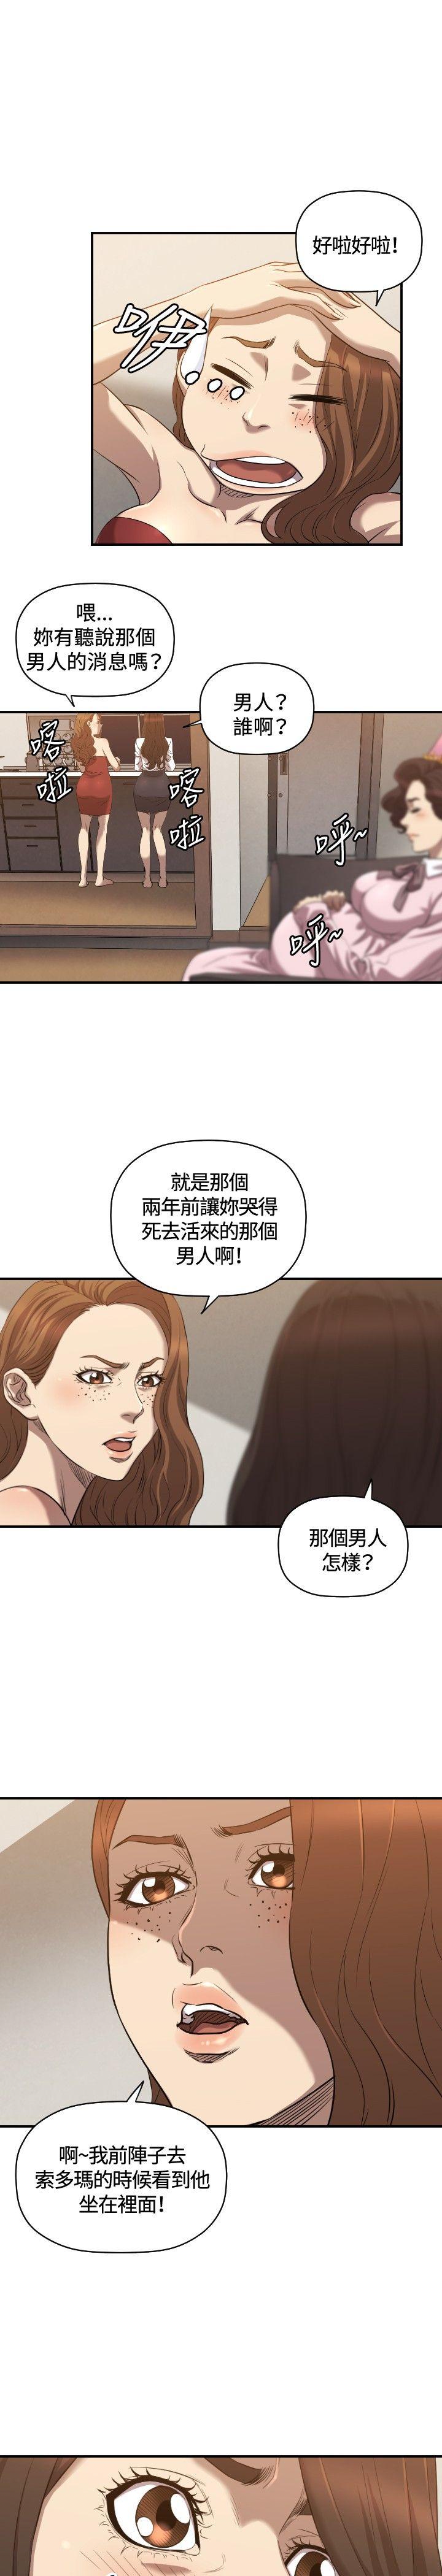 好啦好啦!
咿
喂...
妳有聽說那個
男人的消息嗎?
男人?
誰啊?
喀啦
喀啦
呼~
呼~
就是那個
兩年前讓妳哭得
死去活來的那個
男人啊!
那個男人
怎樣?
啊~我前陣子去
索多瑪的時候看到他
坐在裡面!